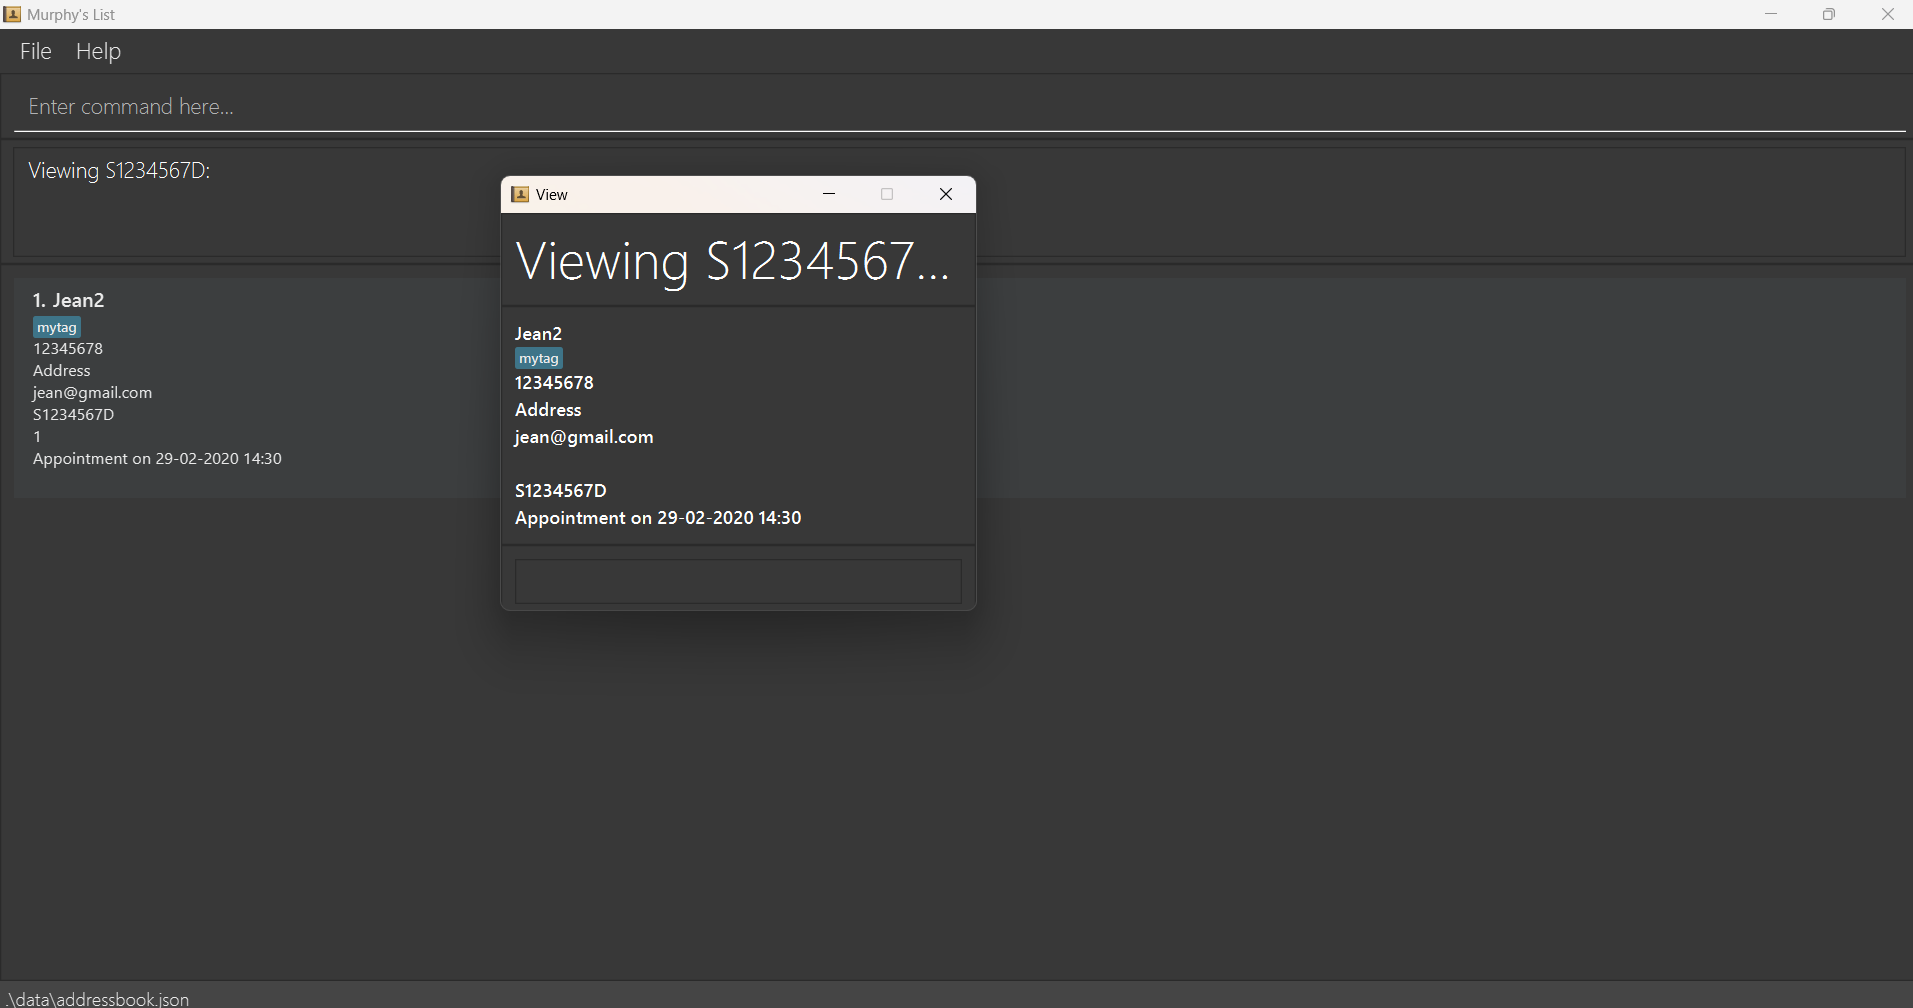 Murphy's List
File Help
Enter command here...
Viewing S1234567D:
1. Jean2
mytag
12345678
Address
jean@gmail.com
S1234567D
1
Appointment on 29-02-2020 14:30
View
Viewing S1234567...
Jean2
mytag
12345678
Address
jean@gmail.com
S1234567D
Appointment on 29-02-2020 14:30
.\data\addressbook.json